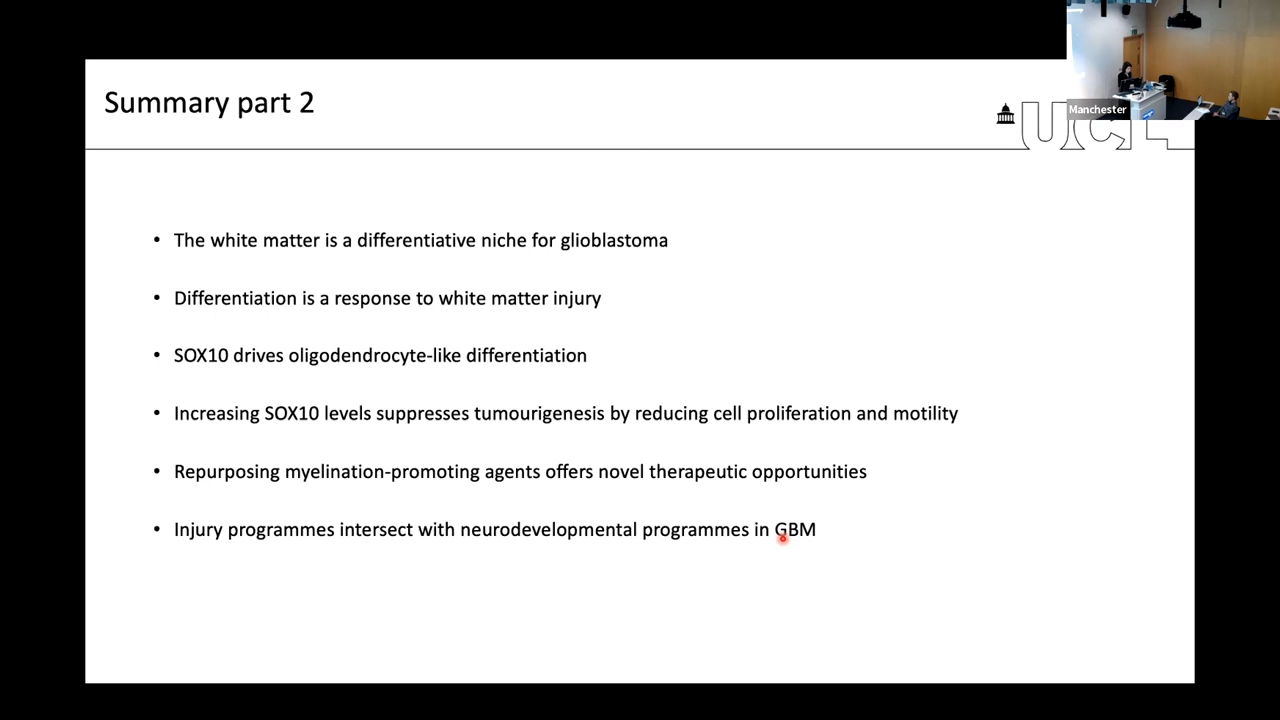 Summary part 2
Manchester
UCL
• The white matter is a differentiative niche for glioblastoma
• Differentiation is a response to white matter injury
• SOX10 drives oligodendrocyte-like differentiation
• Increasing SOX10 levels suppresses tumourigenesis by reducing cell proliferation and motility
• Repurposing myelination-promoting agents offers novel therapeutic opportunities
• Injury programmes intersect with neurodevelopmental programmes in GBM